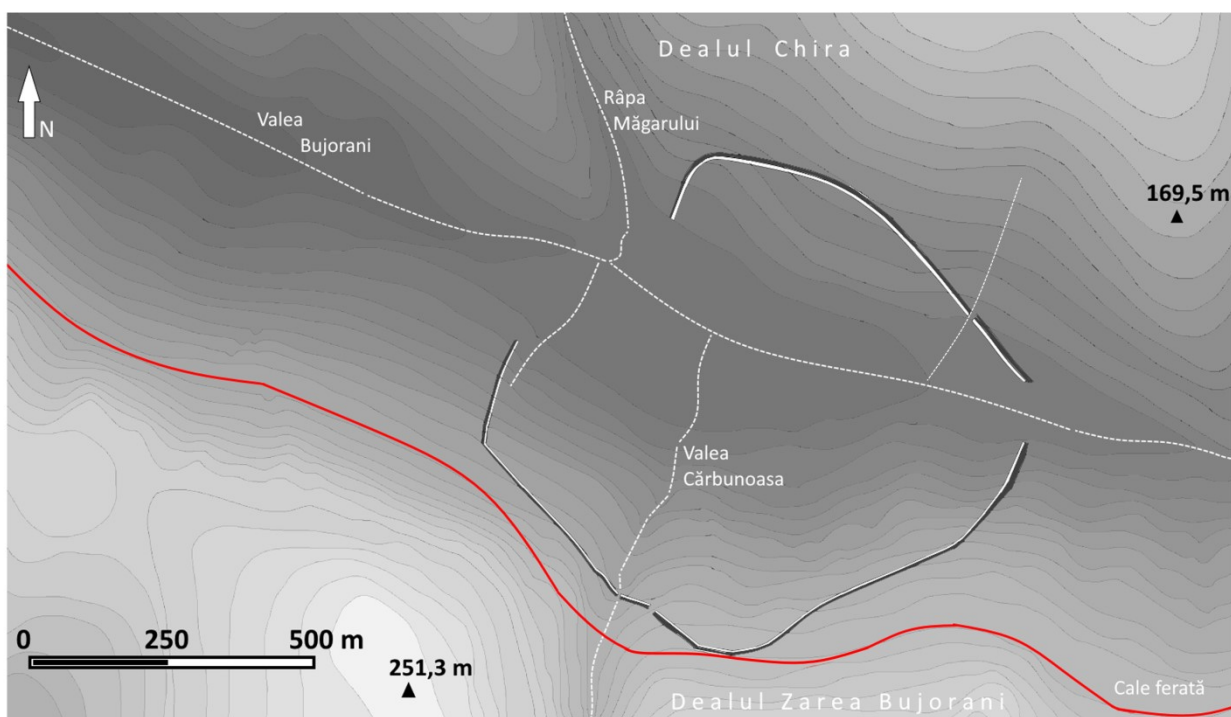 Dealul Chira
Râpa
Măgarului
Valea
Bujorani
N
169,5 m
Valea
Cărbunoasa
0 250 500 m
251,3 m
Dealul Zarea Bujorani
Cale ferată